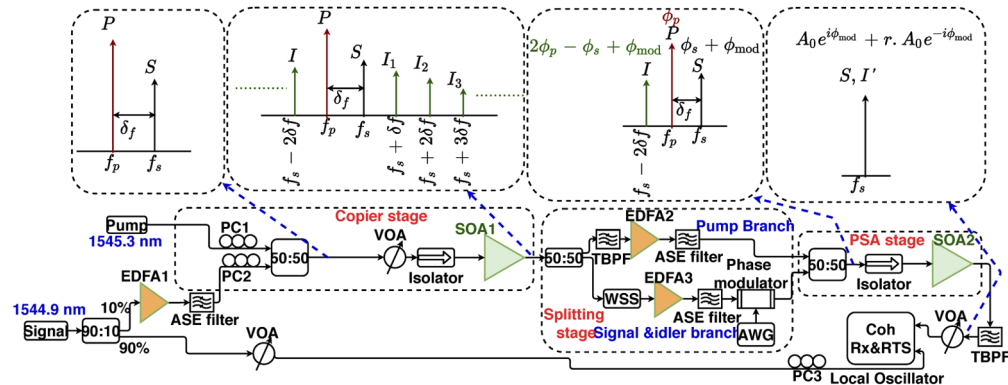 P
S
δf
fp
fs
P
I
S
I1
I2
I3
δf
fs − 2δf
fp
fs
fs + δf
fs + 2δf
fs + 3δf
ϕp
2ϕp − ϕs + ϕmod
P
ϕs + ϕmod
I
S
δf
fs − 2δf
fp
fs
A0e^{iϕmod} + r. A0e^{−iϕmod}
S, I'
fs
Copier stage
Pump
1545.3 nm
PC1
PC2
50:50
VOA
Isolator
SOA1
EDFA1
ASE filter
1544.9 nm
Signal
90:10
10%
90%
VOA
50:50
TBPF
EDFA2
ASE filter
Pump Branch
WSS
EDFA3
ASE filter
Phase
modulator
AWG
Splitting
stage
Signal &idler branch
50:50
PSA stage
Isolator
SOA2
TBPF
VOA
Coh
Rx&RTS
Local Oscillator
PC3